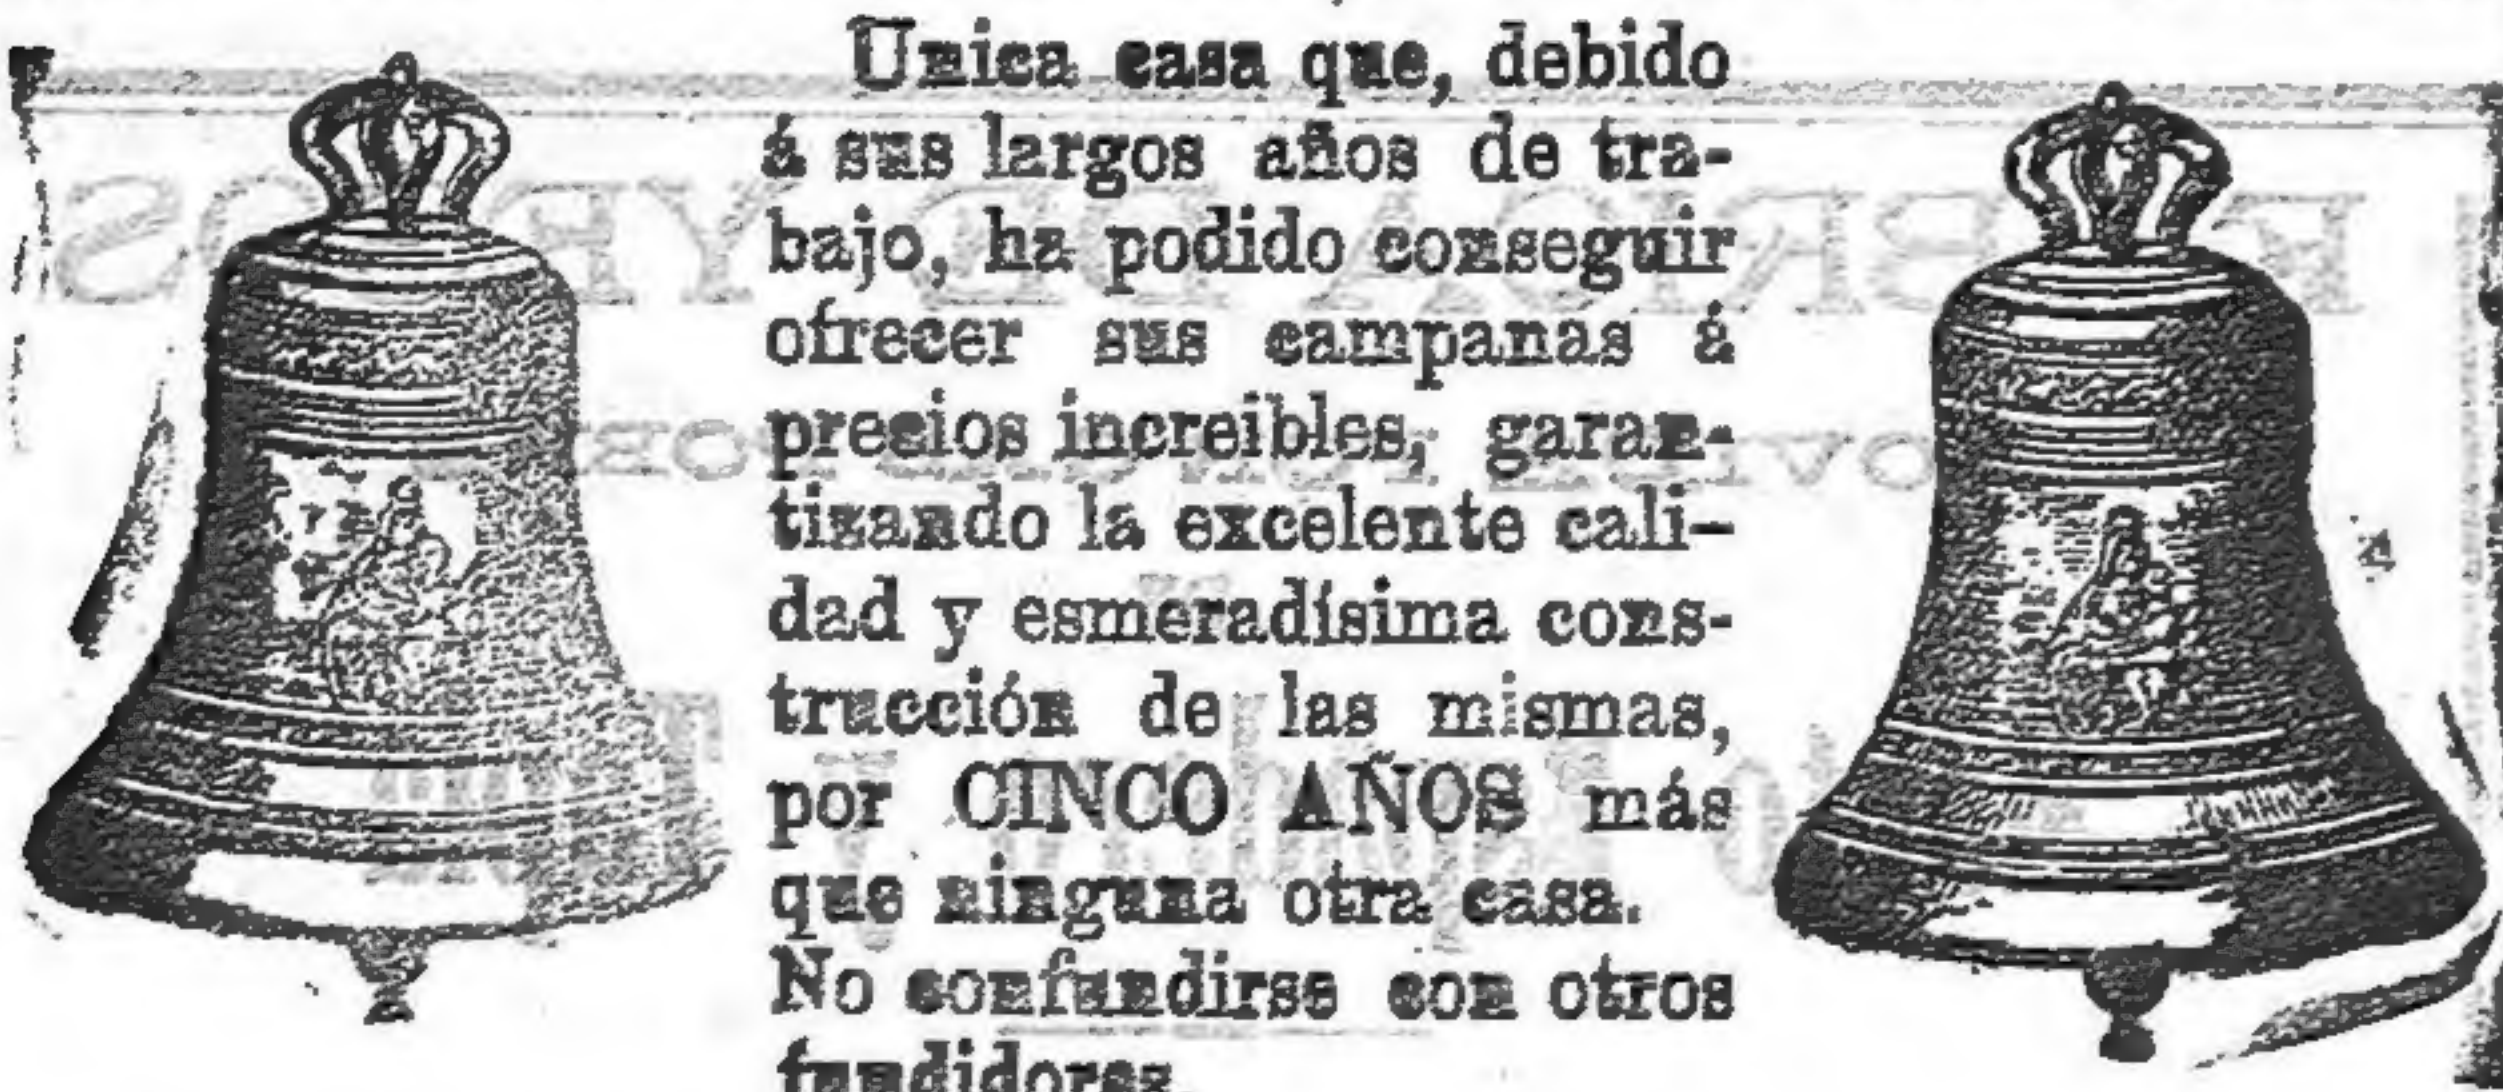 Unica casa que, debido
á sus largos años de tra-
bajo, ha podido conseguir
ofrecer sus campanas á
precios increibles, garan-
tizando la excelente cali-
dad y esmeradísima cons-
trucción de las mismas,
por CINCO AÑOS más
que ninguna otra casa.
No confundirse con otros
fundidores.